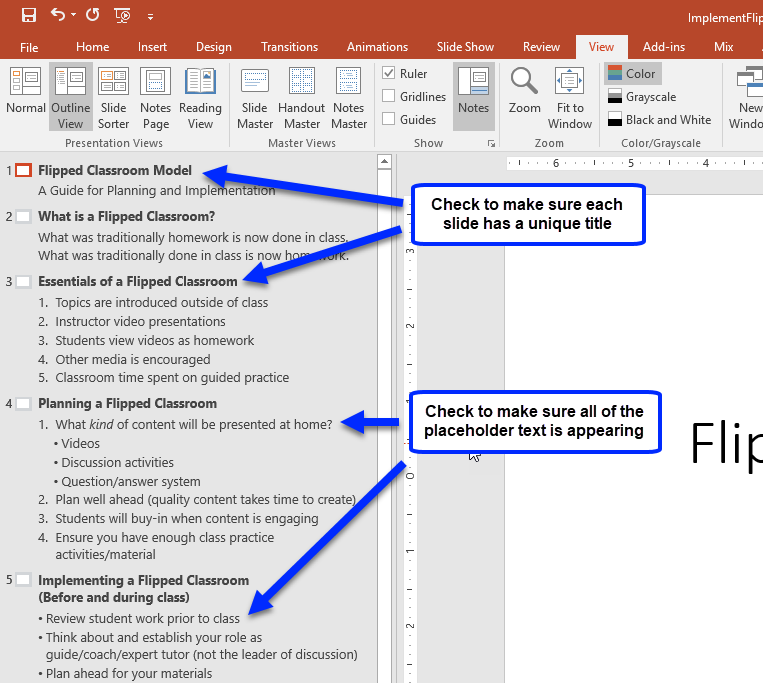 ImplementFlip
File Home Insert Design Transitions Animations Slide Show Review View Add-ins Mix
Normal Outline View Slide Sorter Notes Page Reading View
Presentation Views
Slide Master Handout Master Notes Master
Master Views
Ruler
Gridlines
Guides
Show
Notes
Zoom Fit to Window
Zoom
Color
Grayscale
Black and White
Color/Grayscale
New
6 5 4
1 Flipped Classroom Model
A Guide for Planning and Implementation
2 What is a Flipped Classroom?
What was traditionally homework is now done in class.
What was traditionally done in class is now homework.
3 Essentials of a Flipped Classroom
1. Topics are introduced outside of class
2. Instructor video presentations
3. Students view videos as homework
4. Other media is encouraged
5. Classroom time spent on guided practice
4 Planning a Flipped Classroom
1. What kind of content will be presented at home?
• Videos
• Discussion activities
• Question/answer system
2. Plan well ahead (quality content takes time to create)
3. Students will buy-in when content is engaging
4. Ensure you have enough class practice
activities/material
5 Implementing a Flipped Classroom
(Before and during class)
• Review student work prior to class
• Think about and establish your role as
guide/coach/expert tutor (not the leader of discussion)
• Plan ahead for your materials
Check to make sure each
slide has a unique title
Check to make sure all of the
placeholder text is appearing
3
2
1
0
1
2
Flip